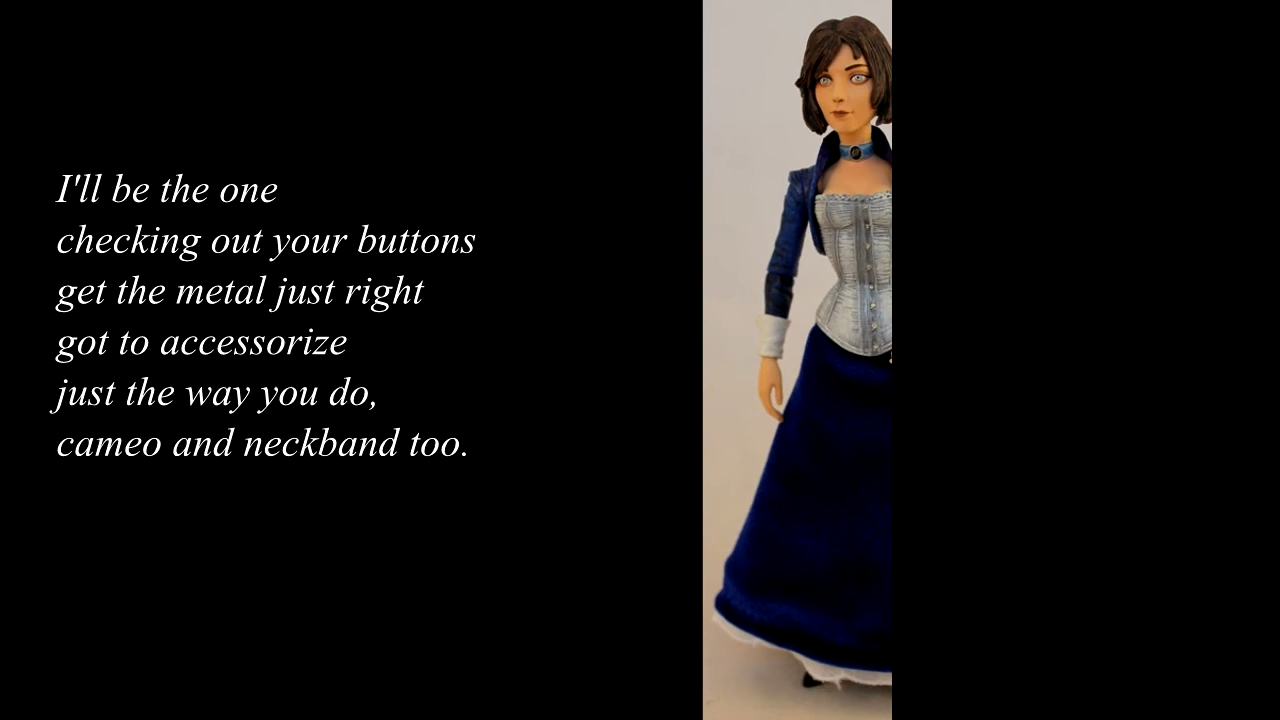 I'll be the one
checking out your buttons
get the metal just right
got to accessorize
just the way you do,
cameo and neckband too.